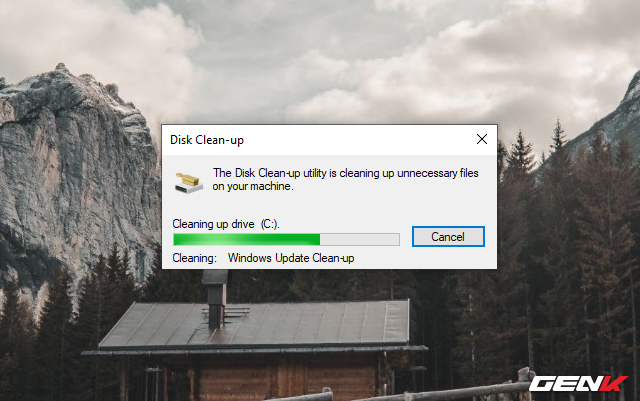 Disk Clean-up
The Disk Clean-up utility is cleaning up unnecessary files
on your machine.
Cleaning up drive (C:).
Cancel
Cleaning: Windows Update Clean-up
GENK